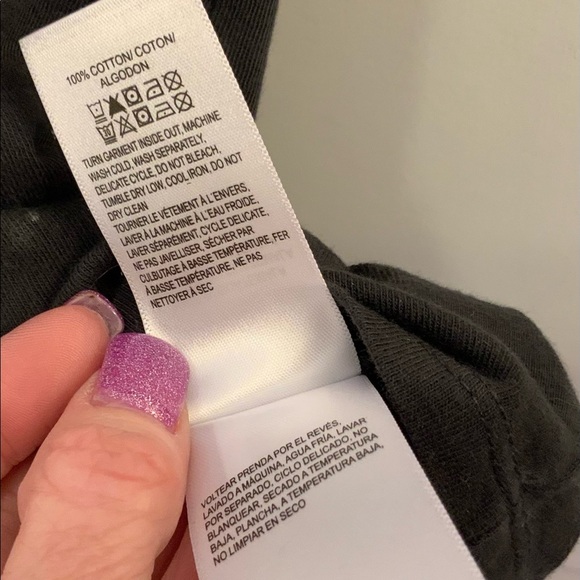 100% COTTON/ COTON/
ALGODON
TURN GARMENT INSIDE OUT, MACHINE
WASH COLD, WASH SEPARATELY,
DELICATE CYCLE, DO NOT BLEACH,
TUMBLE DRY LOW, COOL IRON, DO NOT
DRY CLEAN
TOURNER LE VÊTEMENT À L'ENVERS,
LAVER À LA MACHINE À L'EAU FROIDE,
LAVER SÉPAREMENT, CYCLE DELICATE,
NE PAS JAVELLISER, SÉCHER PAR
CULBUTAGE À BASSE TEMPÉRATURE, FER
À BASSE TEMPÉRATURE, NE PAS
NETTOYER À SEC
VOLTEAR PRENDA POR EL REVÉS,
LAVADO A MÁQUINA, AGUA FRÍA, LAVAR
POR SEPARADO, CICLO DELICADO, NO
BLANQUEAR, SECADO A TEMPERATURA
BAJA, PLANCHA, A TEMPERATURA BAJA,
NO LIMPIAR EN SECO